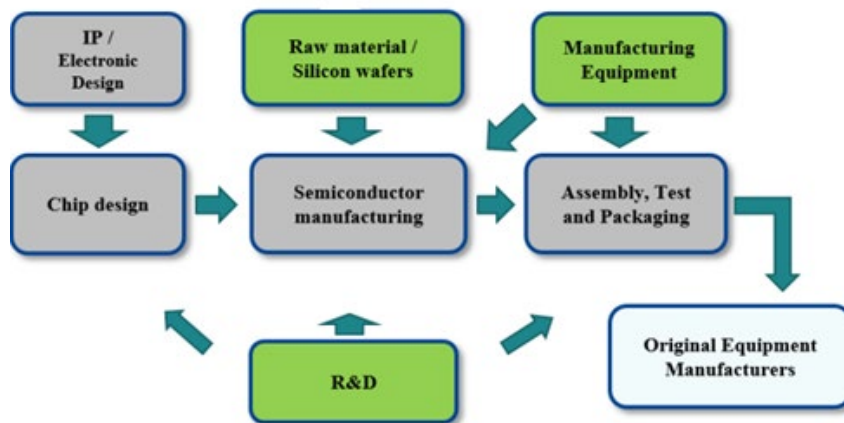 IP /
Electronic
Design
Raw material /
Silicon wafers
Manufacturing
Equipment
Chip design
Semiconductor
manufacturing
Assembly, Test
and Packaging
R&D
Original Equipment
Manufacturers